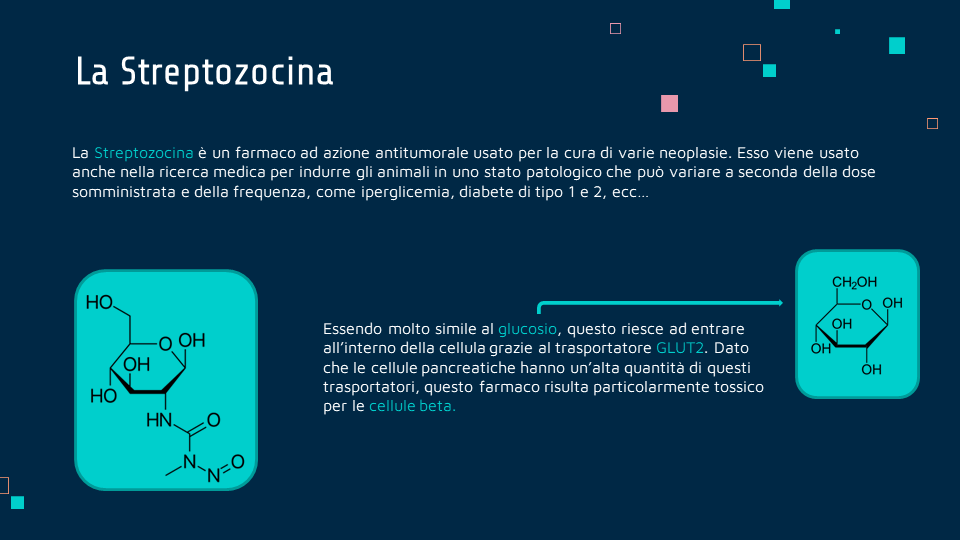 La Streptozocina
La Streptozocina è un farmaco ad azione antitumorale usato per la cura di varie neoplasie. Esso viene usato
anche nella ricerca medica per indurre gli animali in uno stato patologico che può variare a seconda della dose
somministrata e della frequenza, come iperglicemia, diabete di tipo 1 e 2, ecc...
Essendo molto simile al glucosio, questo riesce ad entrare
all'interno della cellula grazie al trasportatore GLUT2. Dato
che le cellule pancreatiche hanno un'alta quantità di questi
trasportatori, questo farmaco risulta particolarmente tossico
per le cellule beta.
HO
O OH
OH
HO
HN O
N O
N
CH2OH
O OH
OH
OH
OH